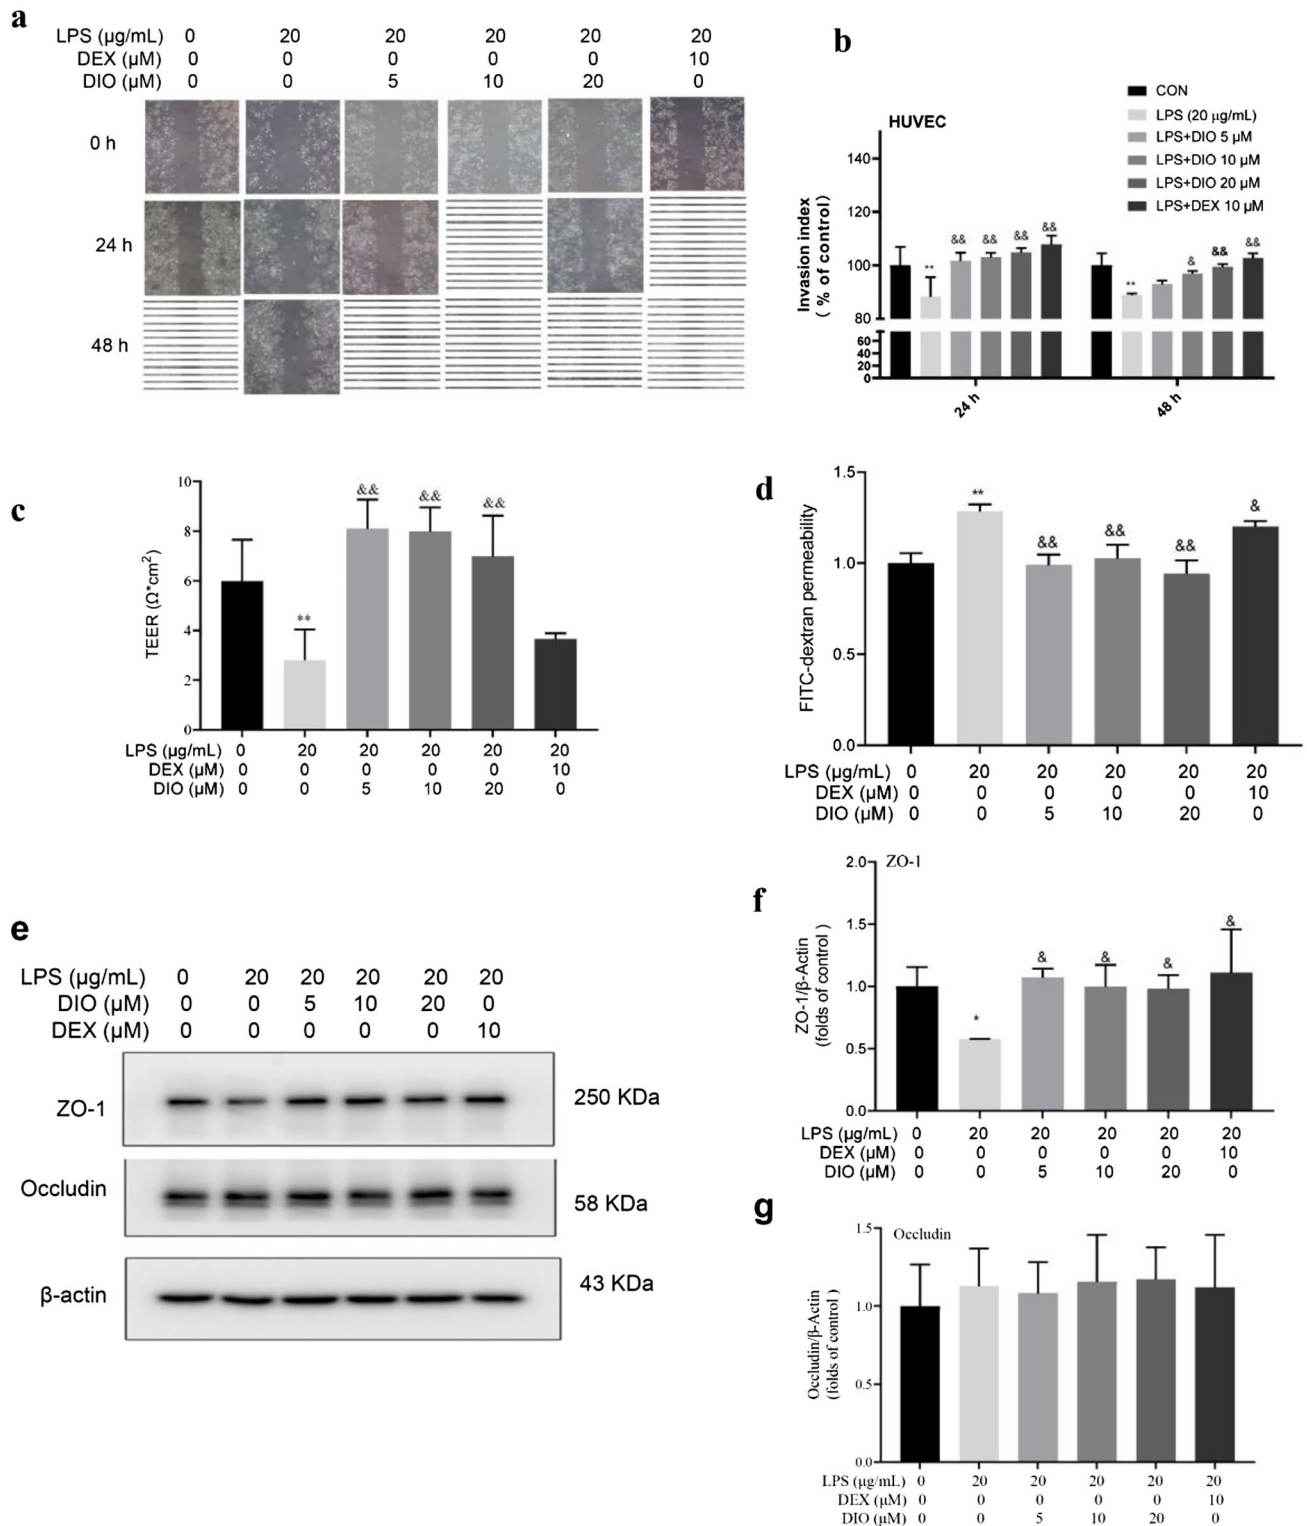 a
LPS (µg/mL) 0 20 20 20 20 20
DEX (µM) 0 0 0 0 0 10
DIO (µM) 0 0 5 10 20 0
0 h
24 h
48 h
b
HUVEC
CON
LPS (20 µg/mL)
LPS+DIO 5 µM
LPS+DIO 10 µM
LPS+DIO 20 µM
LPS+DEX 10 µM
Invasion index
( % of control)
140
120
100
80
60
40
20
0
** && && && &&
** & && &&
24 h 48 h
c
TEER (Ω*cm2)
10
8
6
4
2
0
** && && &&
LPS (µg/mL) 0 20 20 20 20 20
DEX (µM) 0 0 0 0 0 10
DIO (µM) 0 0 5 10 20 0
d
FITC-dextran permeability
1.5
1.0
0.5
0.0
** && && && &
LPS (µg/mL) 0 20 20 20 20 20
DEX (µM) 0 0 0 0 0 10
DIO (µM) 0 0 5 10 20 0
e
LPS (µg/mL) 0 20 20 20 20 20
DIO (µM) 0 0 5 10 20 0
DEX (µM) 0 0 0 0 0 10
ZO-1 250 KDa
Occludin 58 KDa
β-actin 43 KDa
f
ZO-1
ZO-1/β-Actin
(folds of control )
2.0
1.5
1.0
0.5
0.0
* & & & &
LPS (µg/mL) 0 20 20 20 20 20
DEX (µM) 0 0 0 0 0 10
DIO (µM) 0 0 5 10 20 0
g
Occludin
Occludin/β-Actin
(folds of control )
1.5
1.0
0.5
0.0
LPS (µg/mL) 0 20 20 20 20 20
DEX (µM) 0 0 0 0 0 10
DIO (µM) 0 0 5 10 20 0